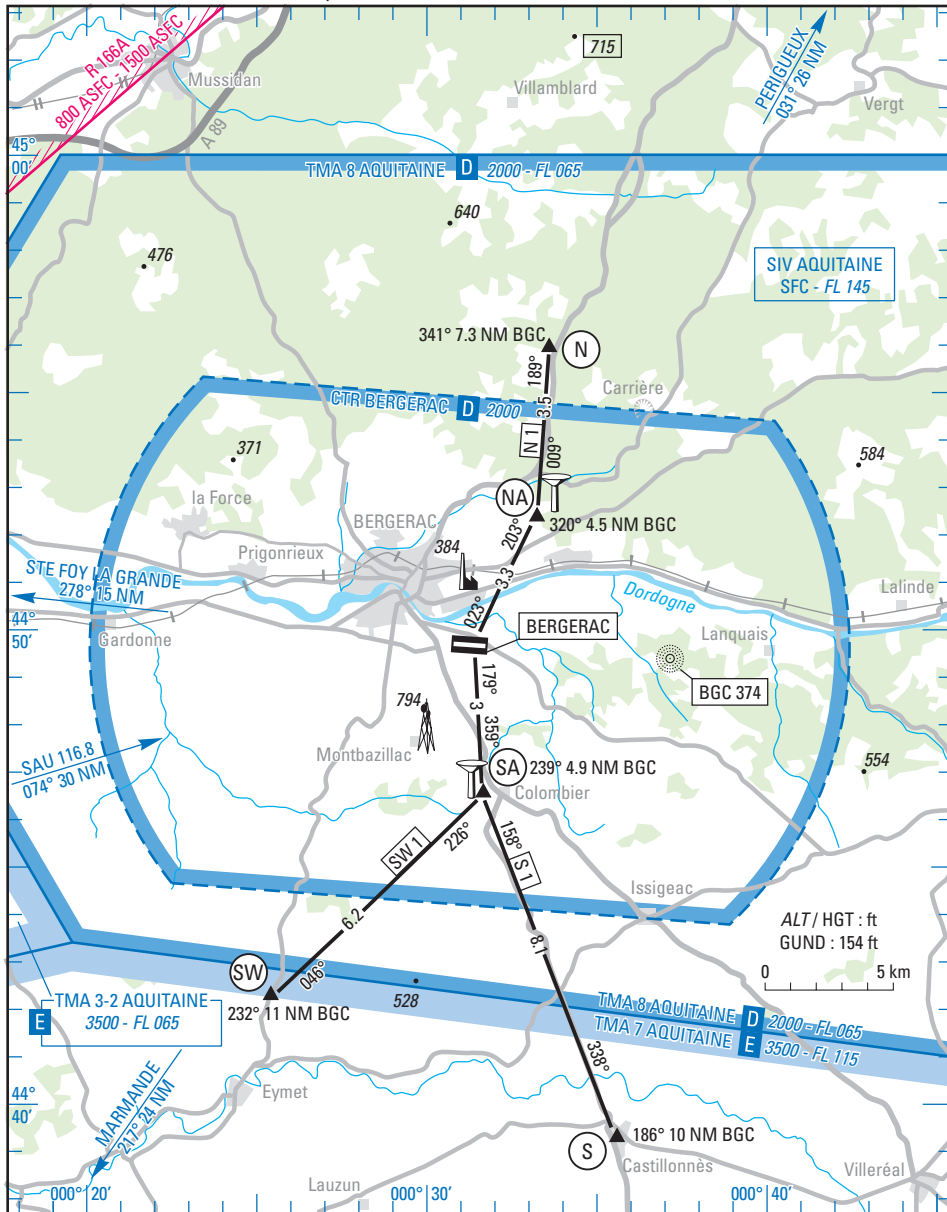 R 166A
800 ASFC - 1500 ASFC
Mussidan
A 89
715
Villamblard
PERIGUEUX
031° 26 NM
Vergt
45°
00'
TMA 8 AQUITAINE D 2000 - FL 065
640
476
SIV AQUITAINE
SFC - FL 145
341° 7.3 NM BGC
N
189°
3.5
N 1
009°
Carrière
CTR BERGERAC D 2000
371
584
la Force
NA
BERGERAC
320° 4.5 NM BGC
203°
3.3
023°
Prigonrieux
384
STE FOY LA GRANDE
278° 15 NM
Dordogne
Lalinde
44°
50'
Gardonne
BERGERAC
Lanquais
BGC 374
179°
3
359°
794
Montbazillac
SAU 116.8
074° 30 NM
SA
239° 4.9 NM BGC
Colombier
554
226°
SW 1
6.2
046°
158°
S 1
8.1
338°
Issigeac
ALT / HGT : ft
GUND : 154 ft
0 5 km
SW
232° 11 NM BGC
528
TMA 3-2 AQUITAINE
3500 - FL 065
E
TMA 8 AQUITAINE D 2000 - FL 065
TMA 7 AQUITAINE E 3500 - FL 115
44°
40'
MARMANDE
217° 24 NM
Eymet
S
186° 10 NM BGC
Castillonnès
Lauzun
Villeréal
000° 20'
000° 30'
000° 40'